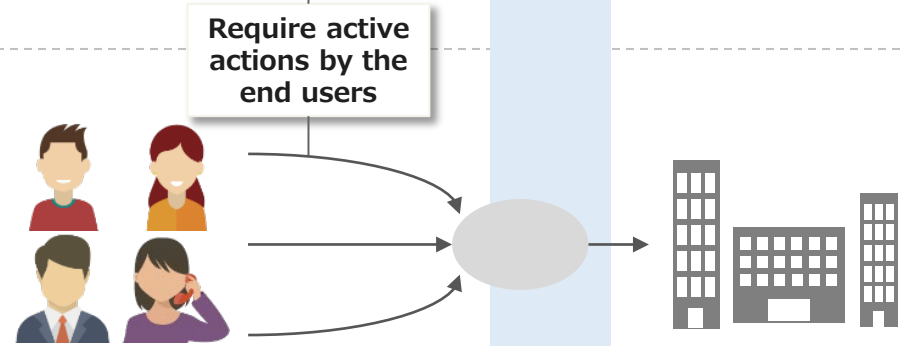 Require active
actions by the
end users